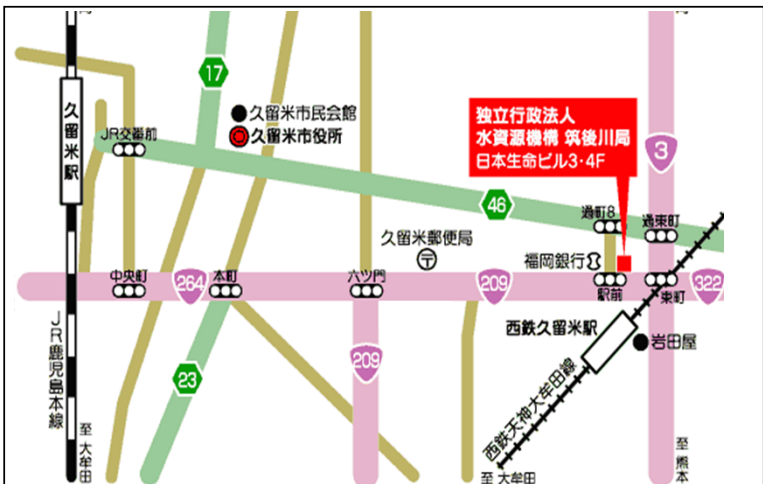 17
久留米市民会館
久留米市役所
独立行政法人
水資源機構 筑後川局
日本生命ビル3・4F
久留米駅
JR交番前
3
46
通町8
通東町
久留米郵便局
〒
福岡銀行
中央町
264
本町
六ツ門
209
駅前
東町
322
西鉄久留米駅
岩田屋
JR鹿児島本線
23
209
西鉄天神大牟田線
至 大牟田
至 大牟田
至 熊本